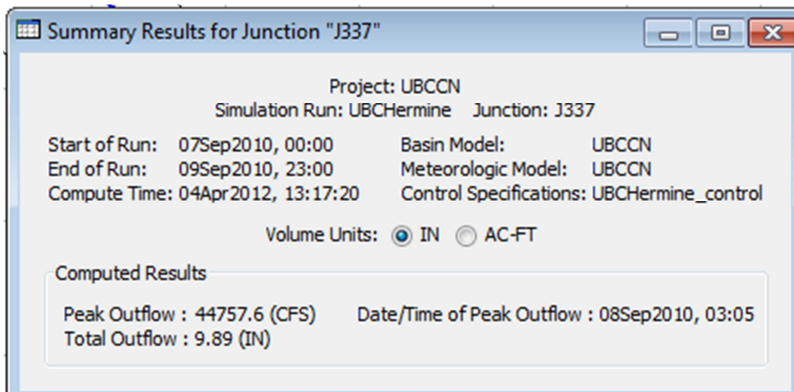 Summary Results for Junction "J337"
Project: UBCCN
Simulation Run: UBCHermine Junction: J337
Start of Run: 07Sep2010, 00:00 Basin Model: UBCCN
End of Run: 09Sep2010, 23:00 Meteorologic Model: UBCCN
Compute Time: 04Apr2012, 13:17:20 Control Specifications: UBCHermine_control
Volume Units: IN AC-FT
Computed Results
Peak Outflow : 44757.6 (CFS) Date/Time of Peak Outflow : 08Sep2010, 03:05
Total Outflow : 9.89 (IN)